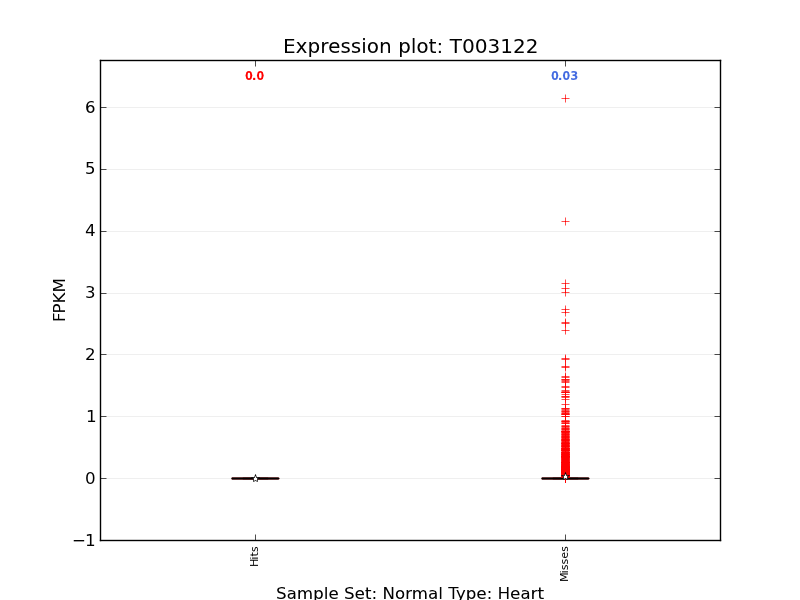 Expression plot: T003122
0.0
0.03
6
5
4
3
2
1
0
−1
FPKM
Hits
Misses
Sample Set: Normal Type: Heart